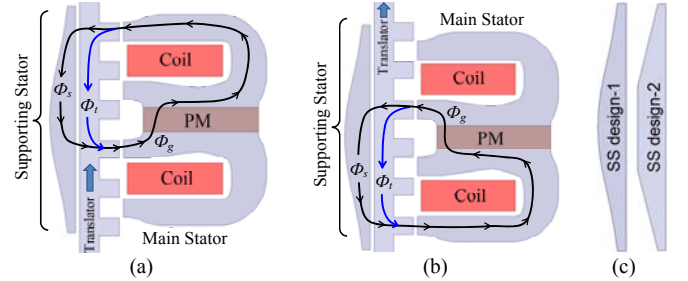 Supporting Stator
Φs
Φt
Translator
Coil
PM
Φg
Coil
Main Stator
(a)
Supporting Stator
Translator
Main Stator
Coil
Φg
PM
Φs
Φt
Coil
(b)
SS design-1
SS design-2
(c)